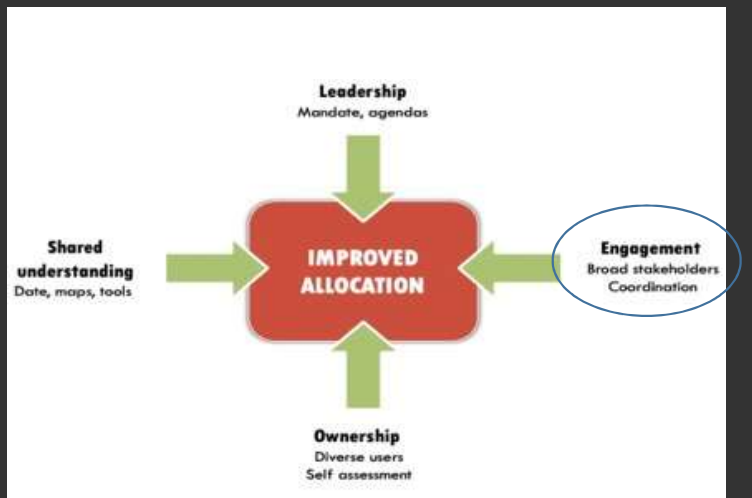 Leadership
Mandate, agendas
Shared
understanding
Date, maps, tools
IMPROVED
ALLOCATION
Engagement
Broad stakeholders
Coordination
Ownership
Diverse users
Self assessment